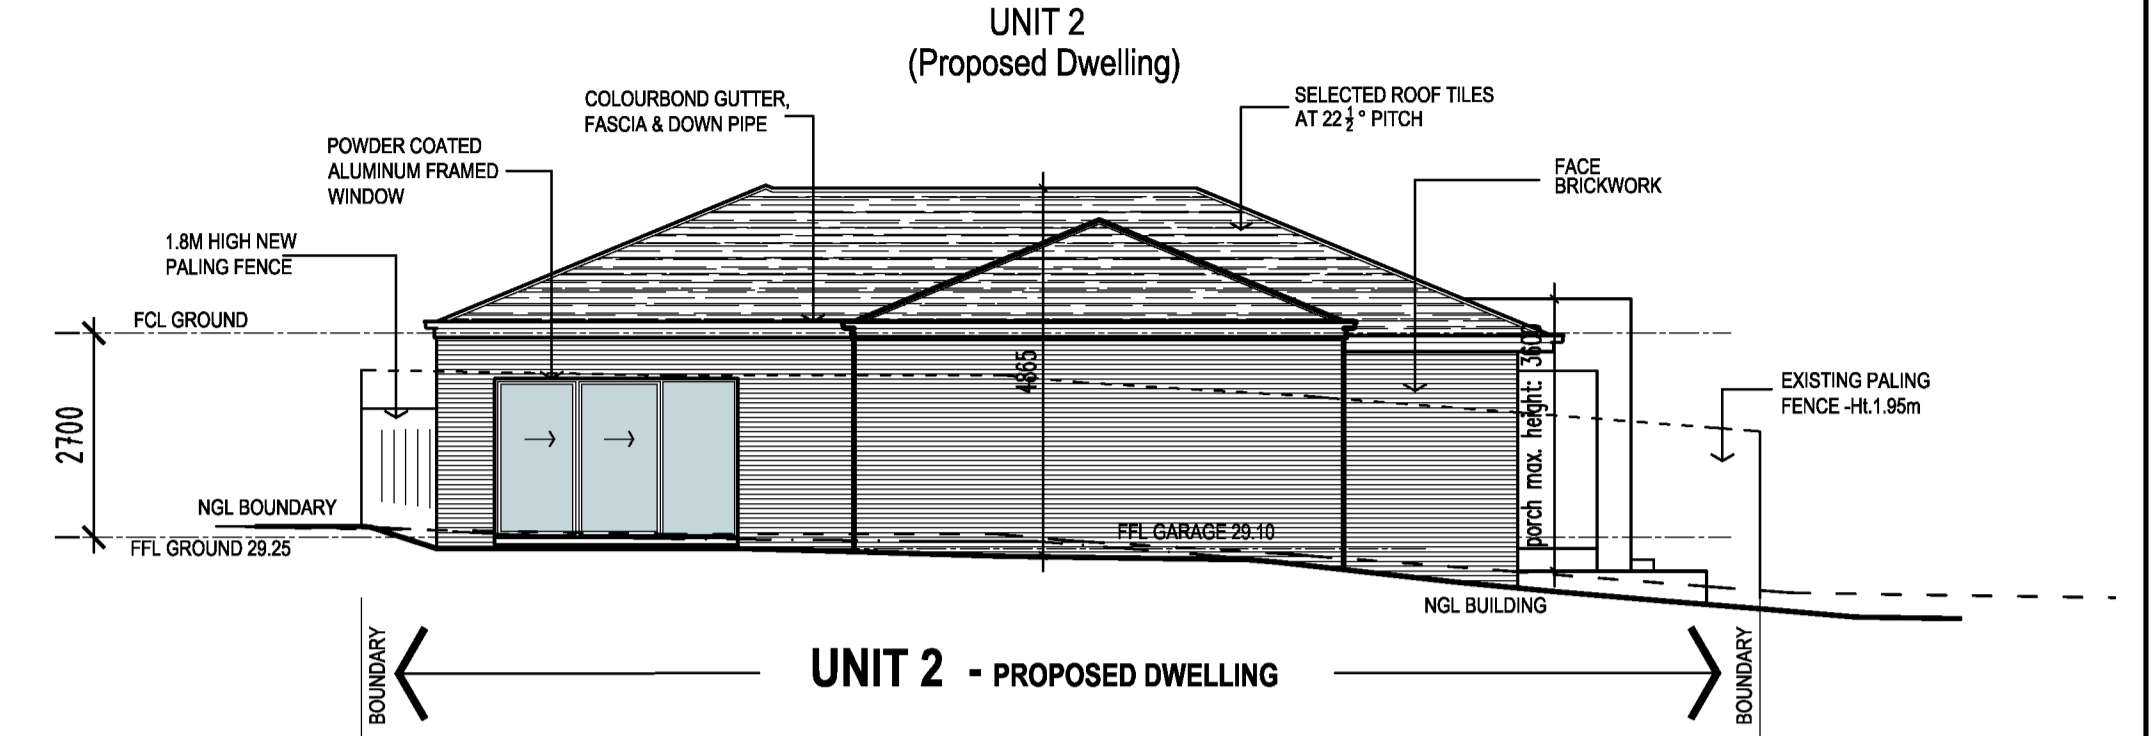 UNIT 2
(Proposed Dwelling)
COLOURBOND GUTTER,
FASCIA & DOWN PIPE
SELECTED ROOF TILES
AT 22 ½° PITCH
POWDER COATED
ALUMINUM FRAMED
WINDOW
FACE
BRICKWORK
1.8M HIGH NEW
PALING FENCE
FCL GROUND
2700
4865
porch max. height:
EXISTING PALING
FENCE -Ht.1.95m
NGL BOUNDARY
FFL GROUND 29.25
FFL GARAGE 29.10
NGL BUILDING
BOUNDARY
UNIT 2 - PROPOSED DWELLING
BOUNDARY